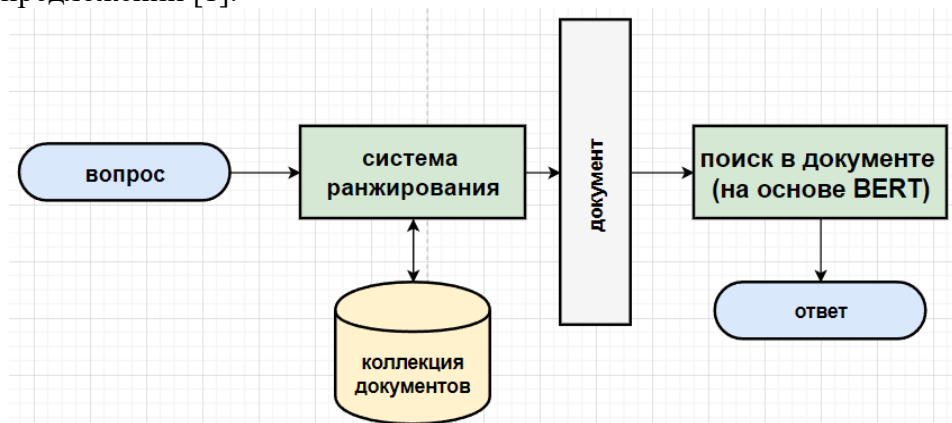 вопрос
система
ранжирования
документ
поиск в документе
(на основе BERT)
коллекция
документов
ответ